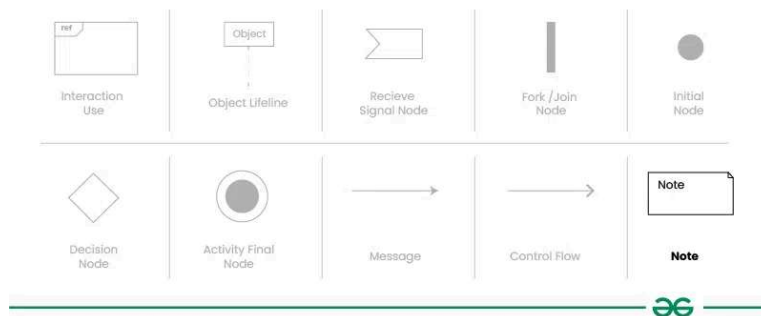 ref
Interaction
Use
Object
Object Lifeline
Recieve
Signal Node
Fork /Join
Node
Initial
Node
Decision
Node
Activity Final
Node
Message
Control Flow
Note
Note